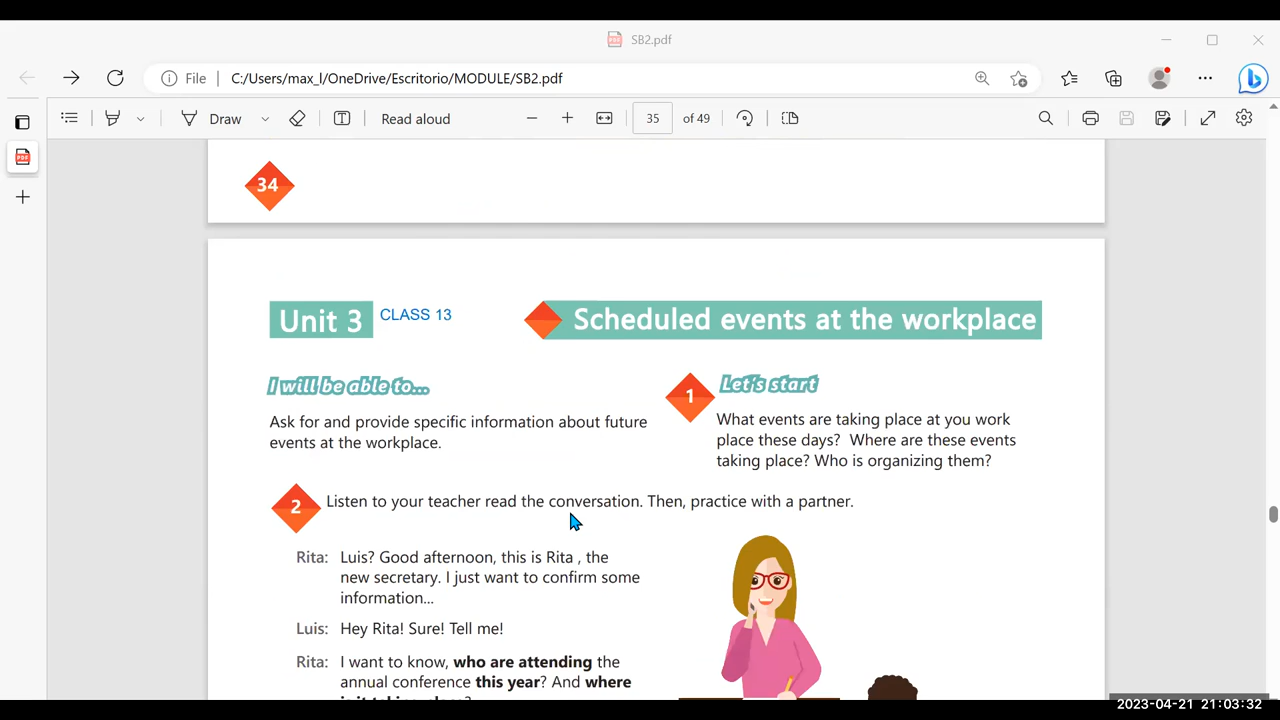 SB2.pdf
File
C:/Users/max_l/OneDrive/Escritorio/MODULE/SB2.pdf
Draw
Read aloud
35
of 49
34
Unit 3
CLASS 13
Scheduled events at the workplace
I will be able to...
Ask for and provide specific information about future
events at the workplace.
1
Let's start
What events are taking place at you work
place these days? Where are these events
taking place? Who is organizing them?
2
Listen to your teacher read the conversation. Then, practice with a partner.
Rita: Luis? Good afternoon, this is Rita , the
new secretary. I just want to confirm some
information...
Luis: Hey Rita! Sure! Tell me!
Rita: I want to know, who are attending the
annual conference this year? And where
is it taking place?
2023-04-21 21:03:32